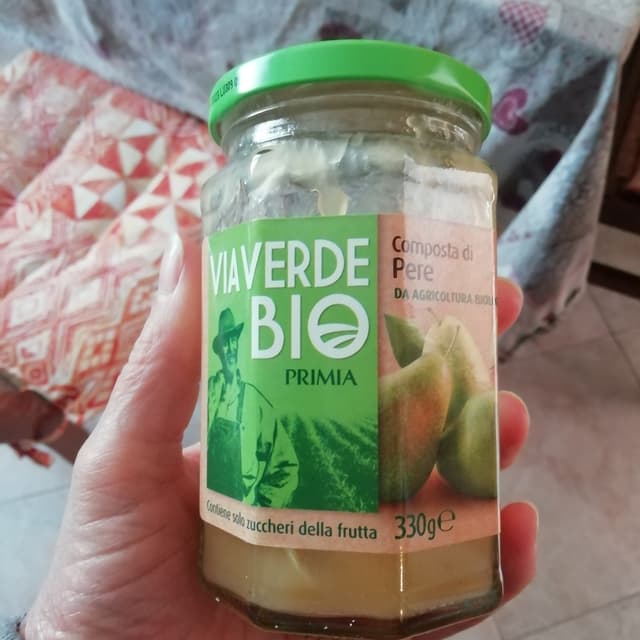 VIAVERDE
BIO
PRIMIA
Composta di
Pere
DA AGRICOLTURA
Contiene solo zuccheri della frutta
330g℮